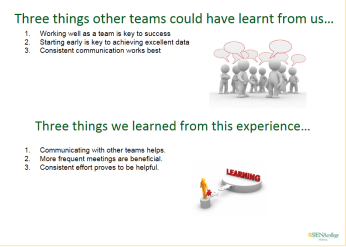 Three things other teams could have learnt from us…
1. Working well as a team is key to success
2. Starting early is key to achieving excellent data
3. Consistent communication works best
Three things we learned from this experience…
1. Communicating with other teams helps.
2. More frequent meetings are beneficial.
3. Consistent effort proves to be helpful.
LEARNING